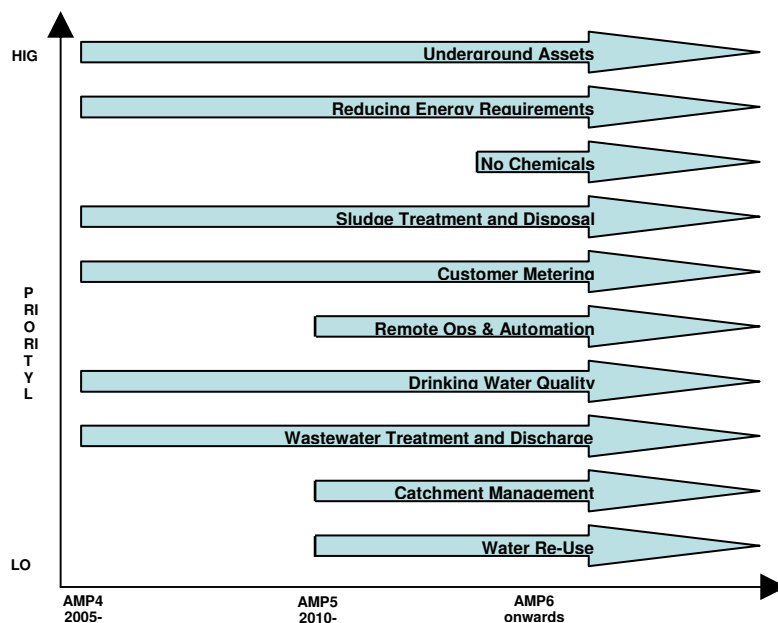 HIG
Underground Assets
Reducing Energy Requirements
No Chemicals
Sludge Treatment and Disposal
Customer Metering
P
RI
O
RI
T
Y
L
Remote Ops & Automation
Drinking Water Quality
Wastewater Treatment and Discharge
Catchment Management
Water Re-Use
LO
AMP4
2005-
AMP5
2010-
AMP6
onwards